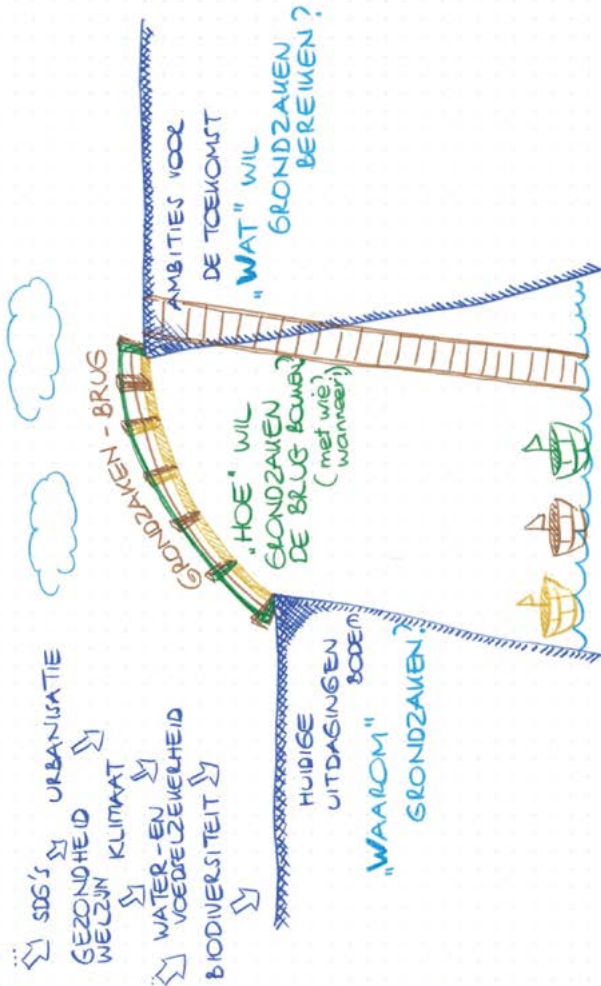 ... SDG'S
URBANISATIE
GEZONDHEID
WELZIJN
KLIMAAT
WATER-EN
VOEDSELZEKERHEID
BIODIVERSITEIT
GRONDZAKEN - BRUG
HUIDIGE
UITDAGINGEN
BODEM
"WAAROM"
GRONDZAKEN?
"HOE" WIL
GRONDZAKEN
DE BRUG BOUWEN?
(met wie?
wanneer?)
AMBITIES VOOR
DE TOEKOMST
"WAT" WIL
GRONDZAKEN
BEREIKEN?